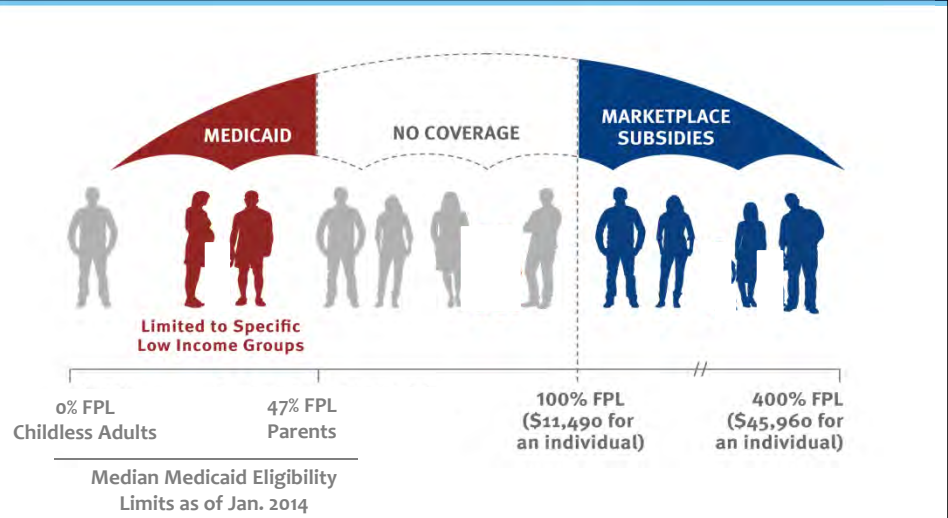 MEDICAID
NO COVERAGE
MARKETPLACE
SUBSIDIES
Limited to Specific
Low Income Groups
0% FPL
Childless Adults
47% FPL
Parents
100% FPL
($11,490 for
an individual)
400% FPL
($45,960 for
an individual)
Median Medicaid Eligibility
Limits as of Jan. 2014